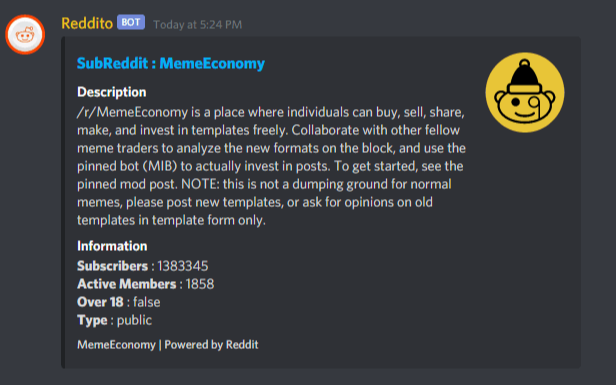 Reddito BOT Today at 5:24 PM
SubReddit : MemeEconomy
Description
/r/MemeEconomy is a place where individuals can buy, sell, share,
make, and invest in templates freely. Collaborate with other fellow
meme traders to analyze the new formats on the block, and use the
pinned bot (MIB) to actually invest in posts. To get started, see the
pinned mod post. NOTE: this is not a dumping ground for normal
memes, please post new templates, or ask for opinions on old
templates in template form only.
Information
Subscribers : 1383345
Active Members : 1858
Over 18 : false
Type : public
MemeEconomy | Powered by Reddit